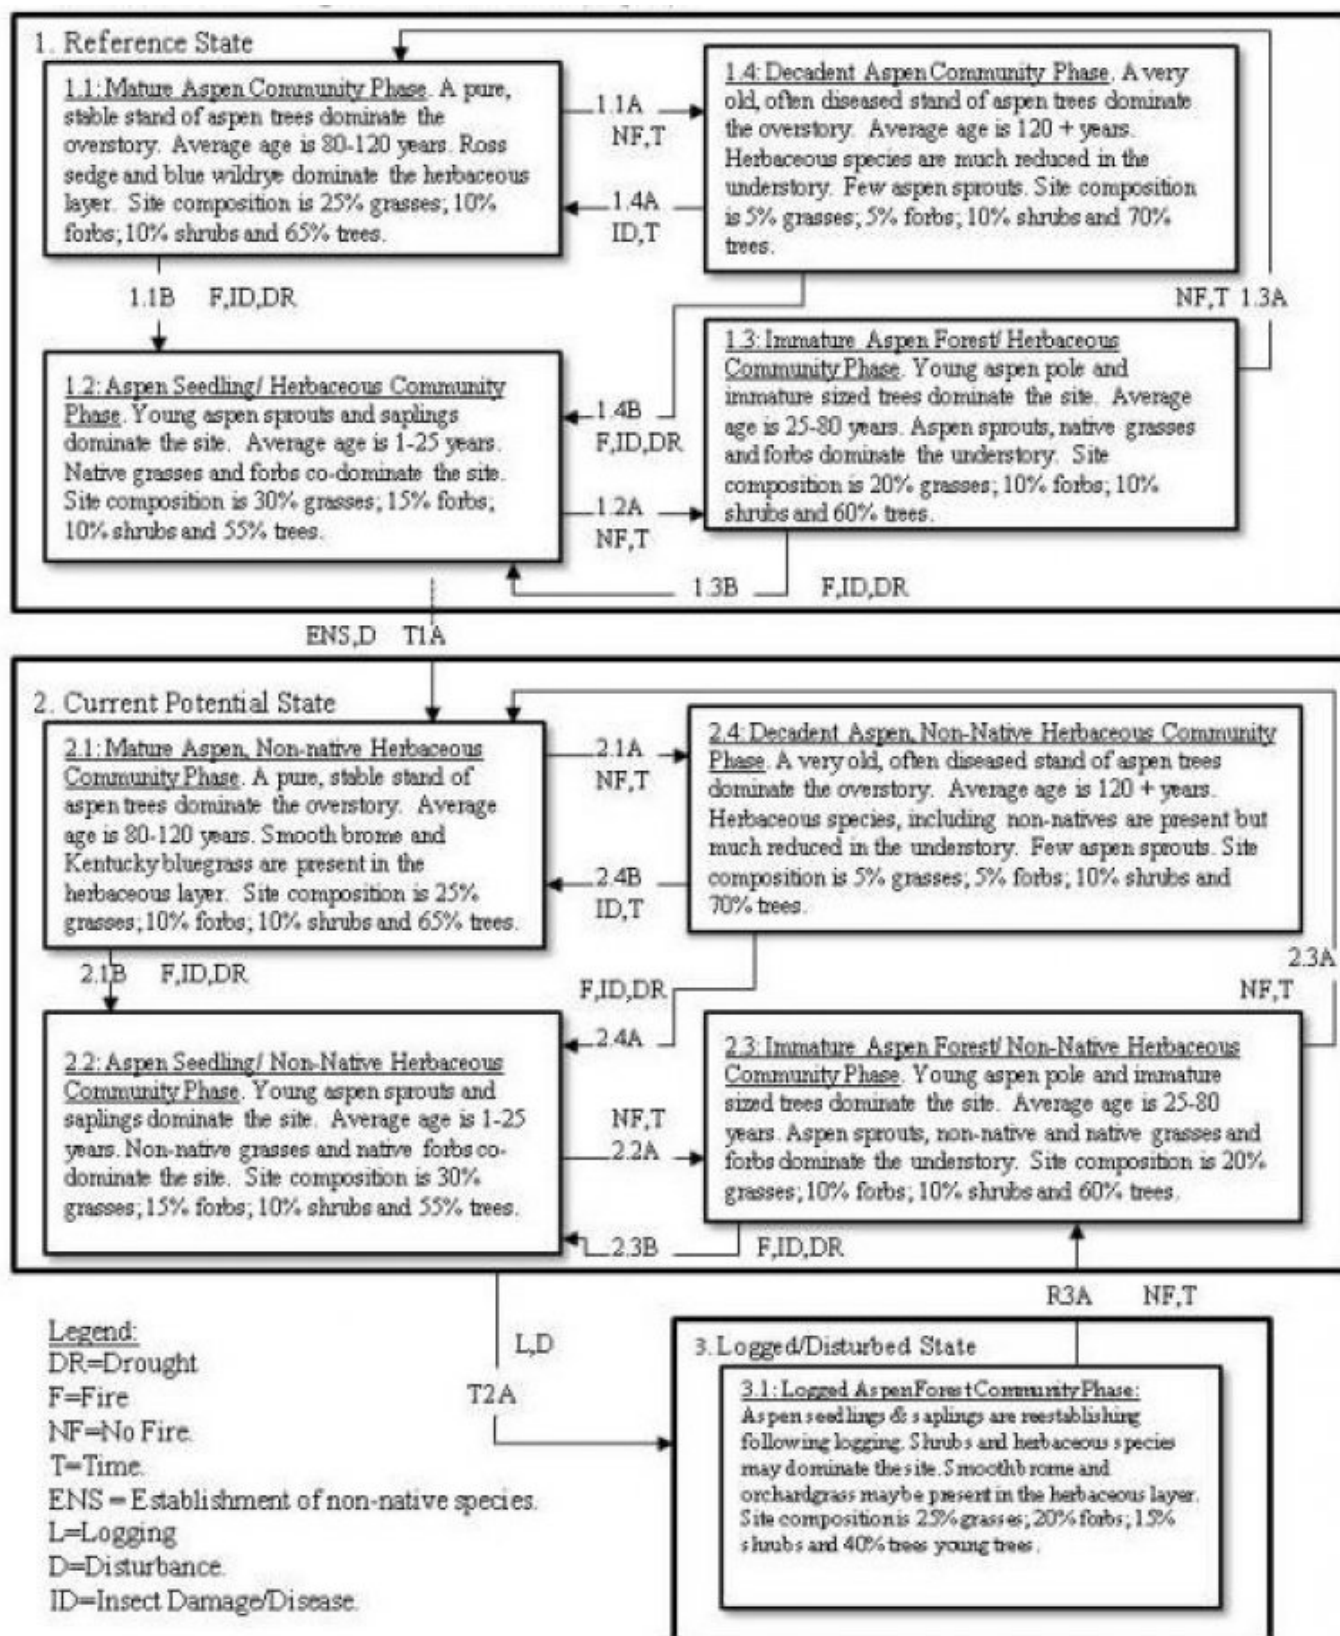 1. Reference State
1.1: Mature Aspen Community Phase. A pure,
stable stand of aspen trees dominate the
overstory. Average age is 80-120 years. Ross
sedge and blue wildrye dominate the herbaceous
layer. Site composition is 25% grasses; 10%
forbs; 10% shrubs and 65% trees.
1.1A
NF,T
1.4A
ID,T
1.4: Decadent Aspen Community Phase. A very
old, often diseased stand of aspen trees dominate
the overstory. Average age is 120 + years.
Herbaceous species are much reduced in the
understory. Few aspen sprouts. Site composition
is 5% grasses; 5% forbs; 10% shrubs and 70%
trees.
1.1B F,ID,DR
NF,T 1.3A
1.2: Aspen Seedling/ Herbaceous Community
Phase. Young aspen sprouts and saplings
dominate the site. Average age is 1-25 years.
Native grasses and forbs co-dominate the site.
Site composition is 30% grasses; 15% forbs;
10% shrubs and 55% trees.
1.4B
F,ID,DR
1.2A
NF,T
1.3: Immature Aspen Forest/ Herbaceous
Community Phase. Young aspen pole and
immature sized trees dominate the site. Average
age is 25-80 years. Aspen sprouts, native grasses
and forbs dominate the understory. Site
composition is 20% grasses; 10% forbs; 10%
shrubs and 60% trees.
1.3B F,ID,DR
ENS,D T1A
2. Current Potential State
2.1: Mature Aspen, Non-native Herbaceous
Community Phase. A pure, stable stand of
aspen trees dominate the overstory. Average
age is 80-120 years. Smooth brome and
Kentucky bluegrass are present in the
herbaceous layer. Site composition is 25%
grasses; 10% forbs; 10% shrubs and 65% trees.
2.1A
NF,T
2.4B
ID,T
2.4: Decadent Aspen, Non-Native Herbaceous Community
Phase. A very old, often diseased stand of aspen trees
dominate the overstory. Average age is 120 + years.
Herbaceous species, including non-natives are present but
much reduced in the understory. Few aspen sprouts. Site
composition is 5% grasses; 5% forbs; 10% shrubs and
70% trees.
2.1B F,ID,DR
F,ID,DR
2.4A
2.3A
NF,T
2.2: Aspen Seedling/ Non-Native Herbaceous
Community Phase. Young aspen sprouts and
saplings dominate the site. Average age is 1-25
years. Non-native grasses and native forbs co-
dominate the site. Site composition is 30%
grasses; 15% forbs; 10% shrubs and 55% trees.
NF,T
2.2A
2.3: Immature Aspen Forest/ Non-Native Herbaceous
Community Phase. Young aspen pole and immature
sized trees dominate the site. Average age is 25-80
years. Aspen sprouts, non-native and native grasses and
forbs dominate the understory. Site composition is 20%
grasses; 10% forbs; 10% shrubs and 60% trees.
2.3B F,ID,DR
R3A NF,T
L,D
T2A
Legend:
DR=Drought
F=Fire
NF=No Fire.
T=Time.
ENS = Establishment of non-native species.
L=Logging
D=Disturbance.
ID=Insect Damage/Disease.
3. Logged/Disturbed State
3.1: Logged Aspen Forest Community Phase:
Aspen seedlings & saplings are reestablishing
following logging. Shrubs and herbaceous species
may dominate the site. Smooth brome and
orchardgrass maybe present in the herbaceous layer.
Site composition is 25% grasses; 20% forbs; 15%
shrubs and 40% trees young trees.